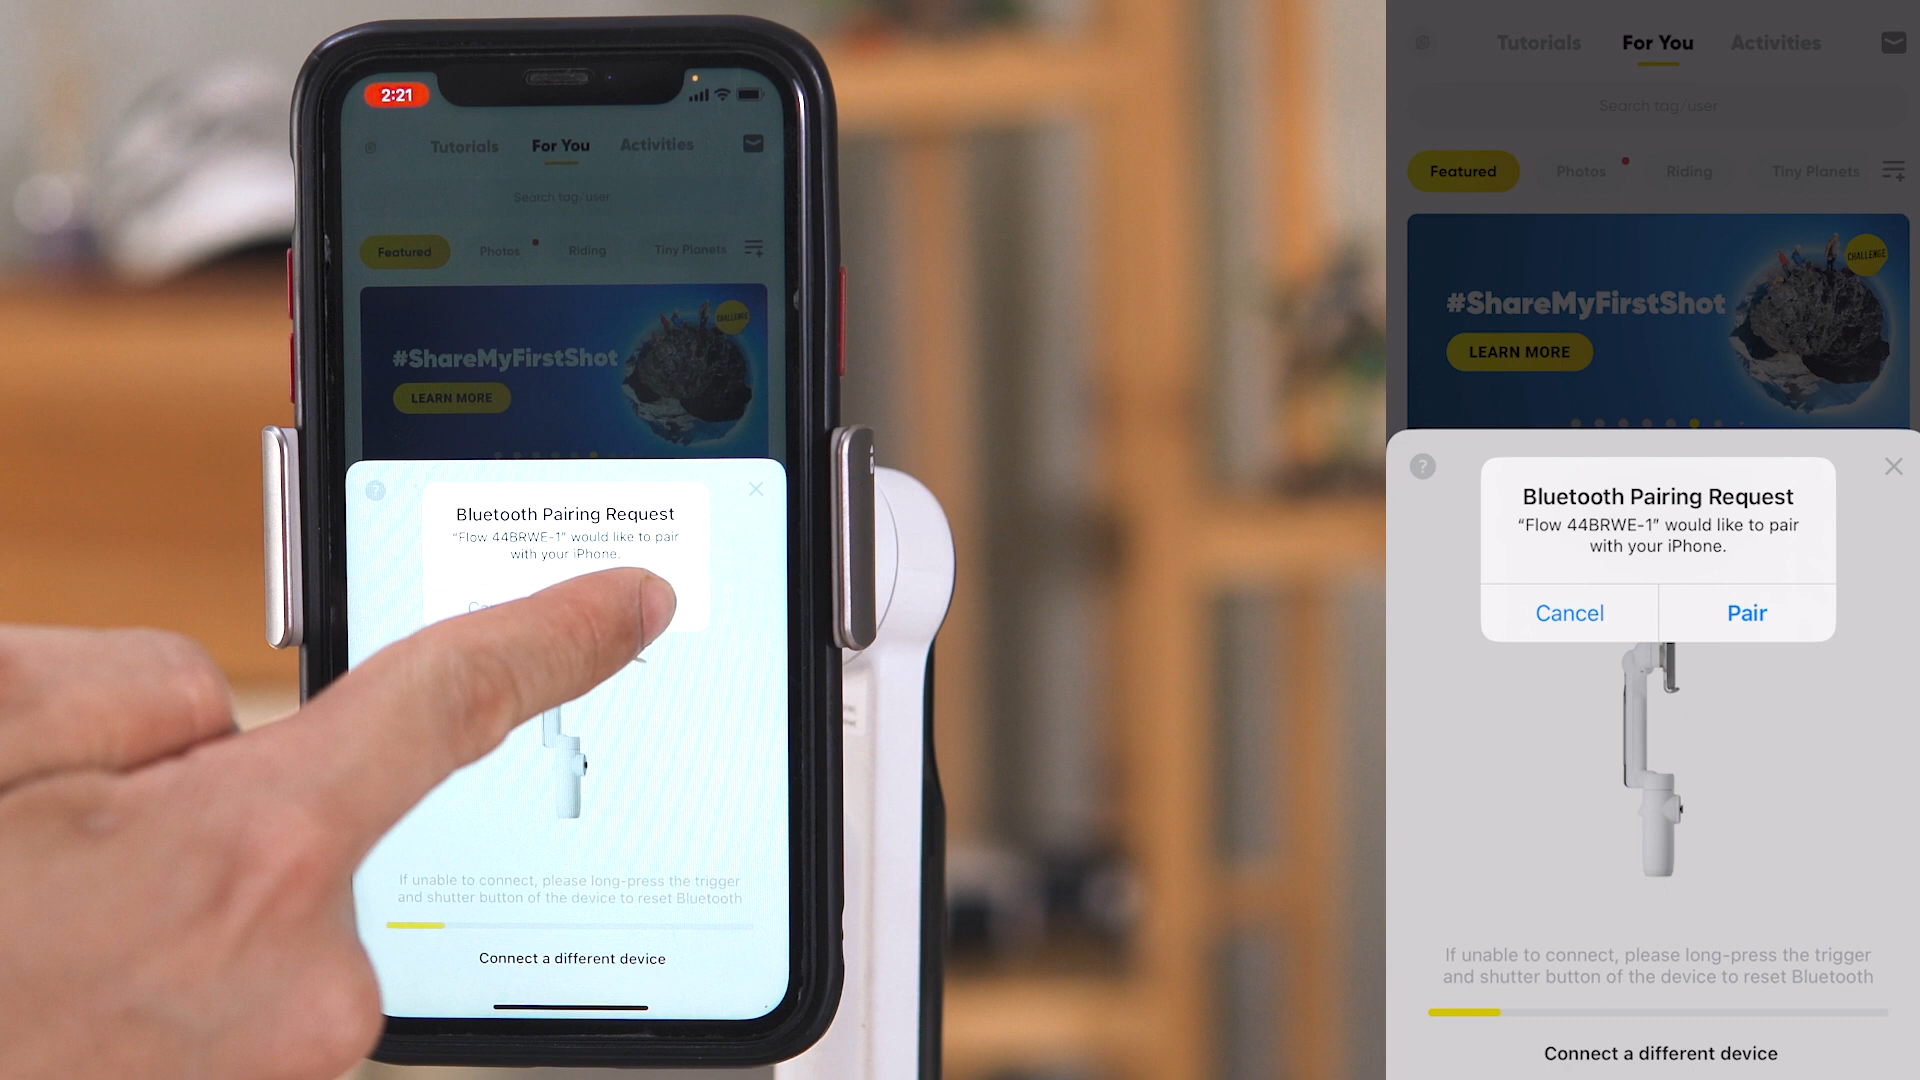 2:21
Tutorials For You Activities
Search tag/user
Featured Photos Riding Tiny Planets
CHALLENGE
#ShareMyFirstShot
LEARN MORE
?
Bluetooth Pairing Request
“Flow 44BRWE-1” would like to pair
with your iPhone.
If unable to connect, please long-press the trigger
and shutter button of the device to reset Bluetooth
Connect a different device
Tutorials For You Activities
Search tag/user
Featured Photos Riding Tiny Planets
CHALLENGE
#ShareMyFirstShot
LEARN MORE
?
Bluetooth Pairing Request
“Flow 44BRWE-1” would like to pair
with your iPhone.
Cancel Pair
If unable to connect, please long-press the trigger
and shutter button of the device to reset Bluetooth
Connect a different device